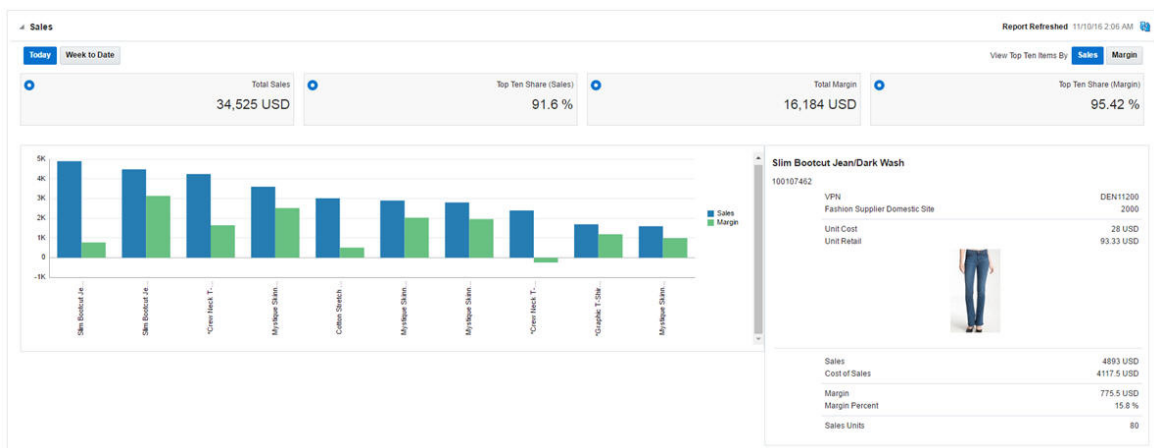 Sales
Report Refreshed 11/10/16 2:06 AM
Today Week to Date
View Top Ten Items By Sales Margin
Total Sales
34,525 USD
Top Ten Share (Sales)
91.6 %
Total Margin
16,184 USD
Top Ten Share (Margin)
95.42 %
5K
4K
3K
2K
1K
0
-1K
Slim Bootcut Je...
Slim Bootcut Je...
*Crew Neck T-...
Mystique Skinn...
Cotton Stretch ...
Mystique Skinn...
Mystique Skinn...
*Crew Neck T-...
*Graphic T-Shir...
Mystique Skinn...
Sales
Margin
Slim Bootcut Jean/Dark Wash
100107462
VPN DEN11200
Fashion Supplier Domestic Site 2000
Unit Cost 28 USD
Unit Retail 93.33 USD
Sales 4893 USD
Cost of Sales 4117.5 USD
Margin 775.5 USD
Margin Percent 15.8 %
Sales Units 80